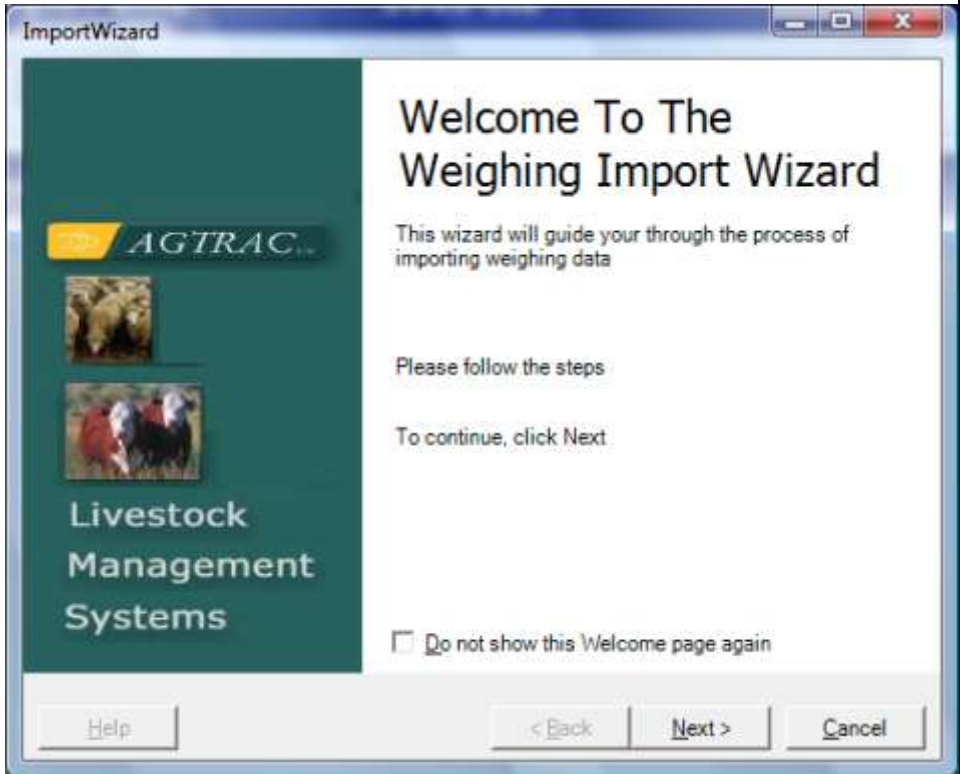 ImportWizard
Welcome To The
Weighing Import Wizard
This wizard will guide your through the process of
importing weighing data
AGTRAC
Please follow the steps
To continue, click Next
Livestock
Management
Systems
Do not show this Welcome page again
Help
< Back
Next >
Cancel